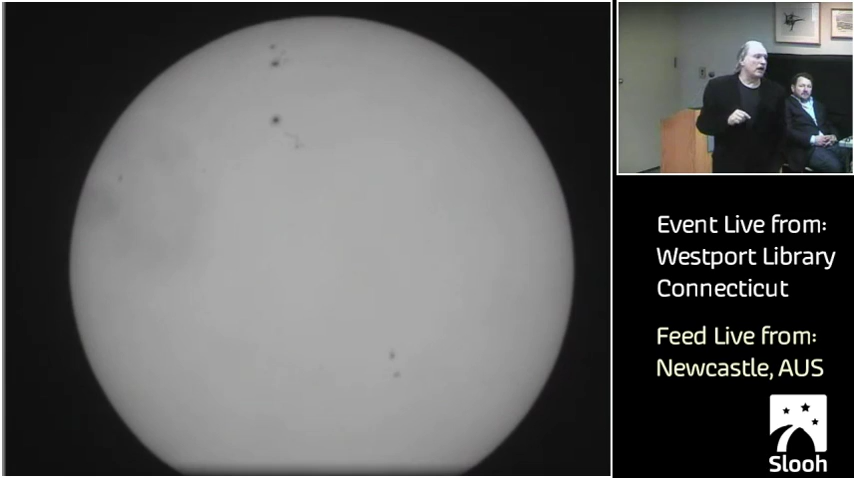 Event Live from:
Westport Library
Connecticut
Feed Live from:
Newcastle, AUS
Slooh